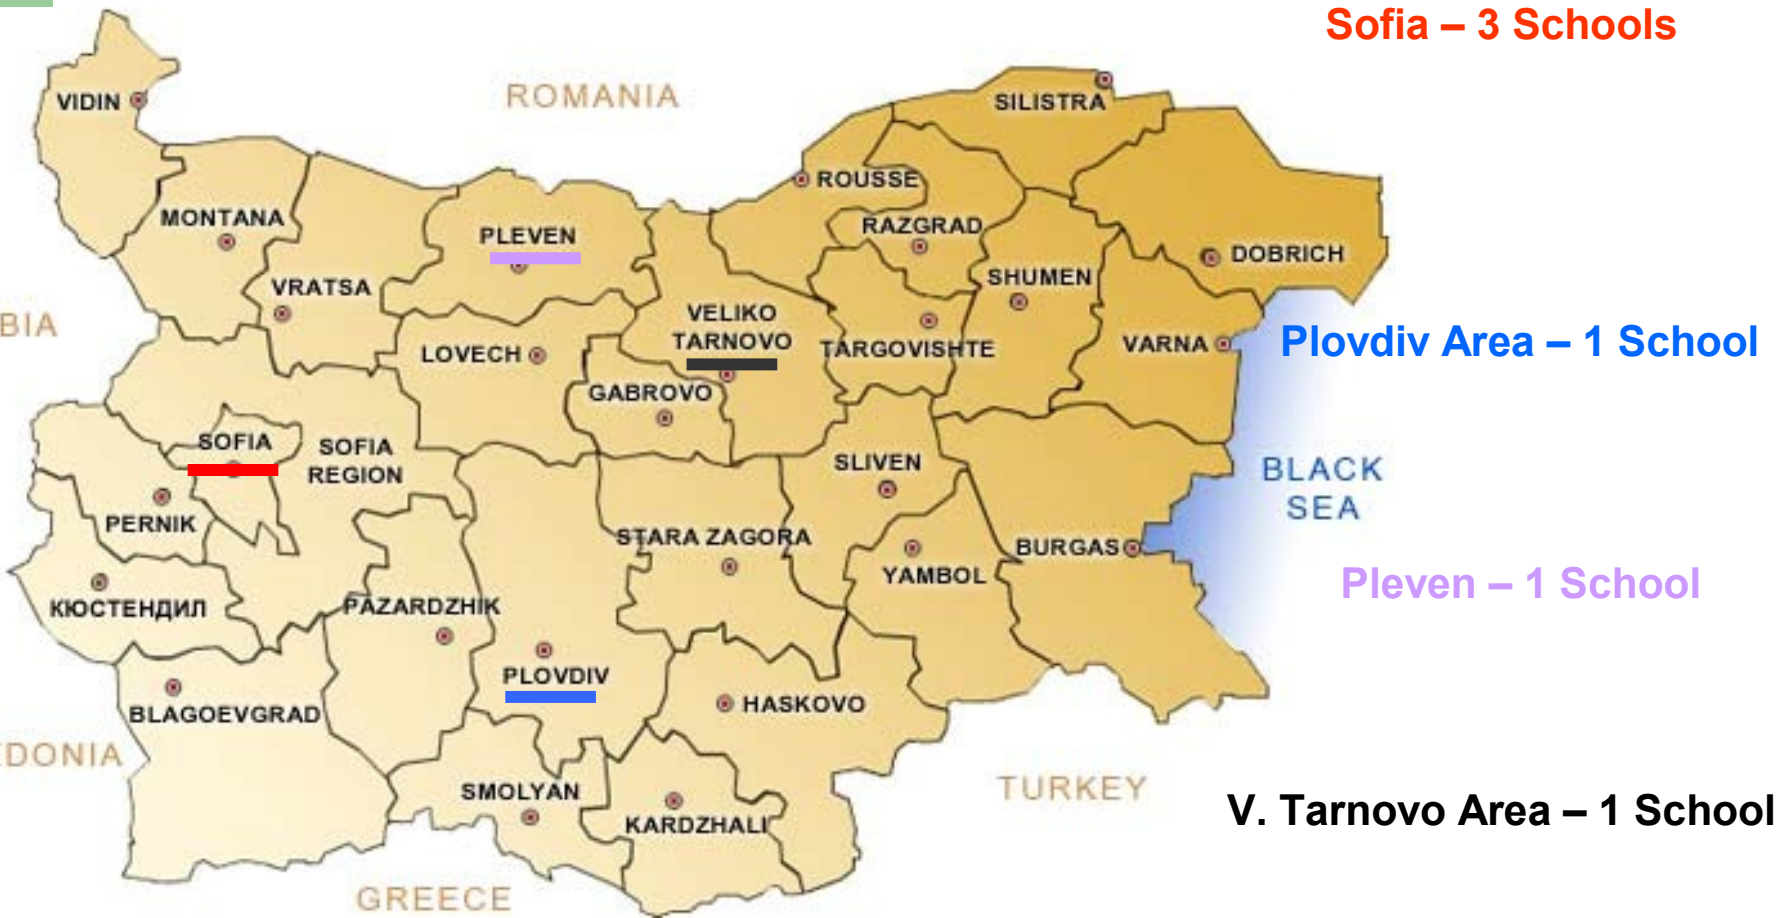 Sofia – 3 Schools
ROMANIA
SILISTRA
VIDIN
ROUSSE
MONTANA
RAZGRAD
PLEVEN
DOBRICH
SHUMEN
VRATSA
VELIKO
TARNOVO
BIA
Plovdiv Area – 1 School
LOVECH
TARGOVISHTE
VARNA
GABROVO
SOFIA
SOFIA
REGION
SLIVEN
BLACK
SEA
PERNIK
STARA ZAGORA
BURGAS
YAMBOL
Pleven – 1 School
КЮСТЕНДИЛ
PAZARDZHIK
PLOVDIV
HASKOVO
BLAGOEVGRAD
EDONIA
TURKEY
SMOLYAN
V. Tarnovo Area – 1 School
KARDZHALI
GREECE